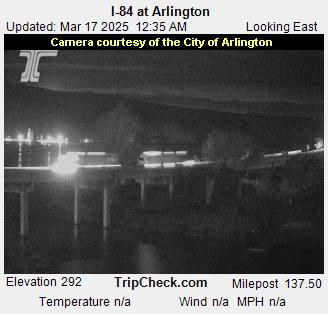 I-84 at Arlington
Updated: Mar 17 2025 12:35 AM Looking East
Camera courtesy of the City of Arlington
Elevation 292 TripCheck.com Milepost 137.50
Temperature n/a Wind n/a MPH n/a